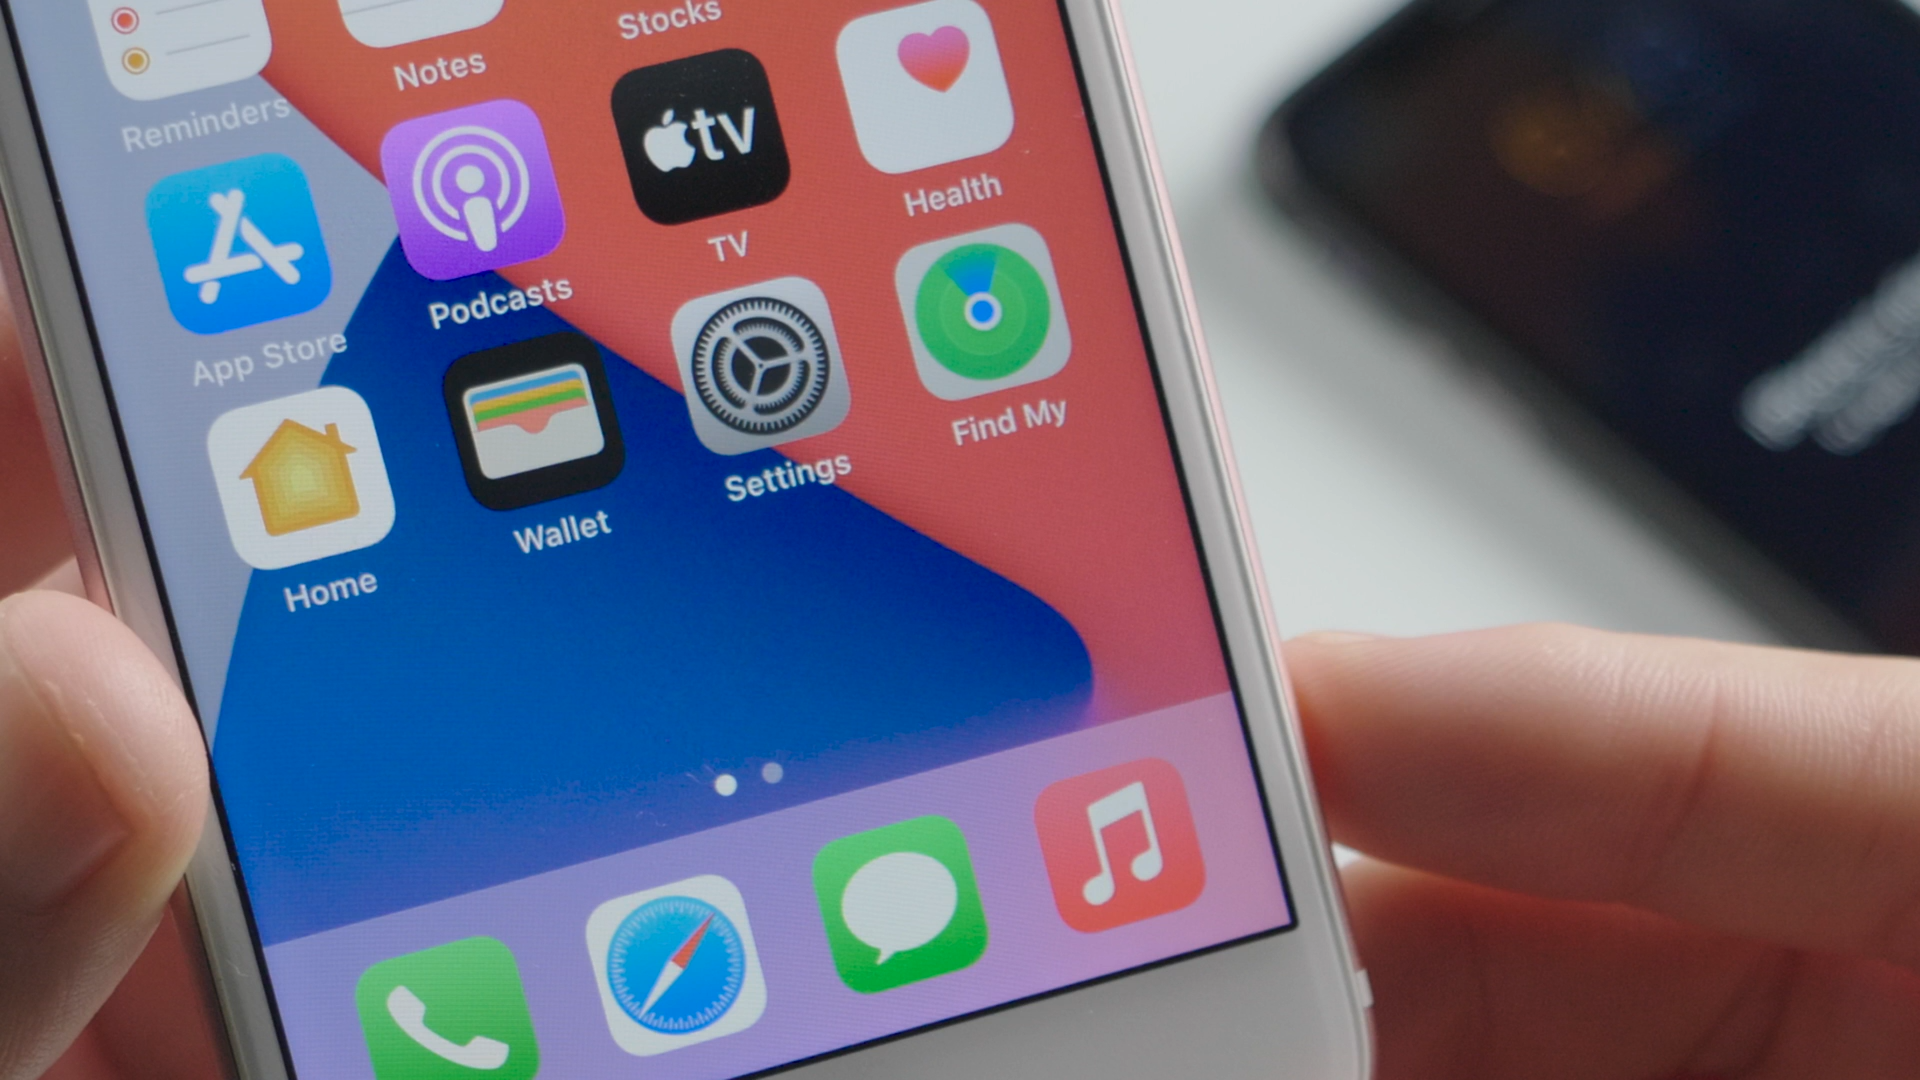 Reminders
Notes
Stocks
App Store
Podcasts
tv
TV
Health
Home
Wallet
Settings
Find My